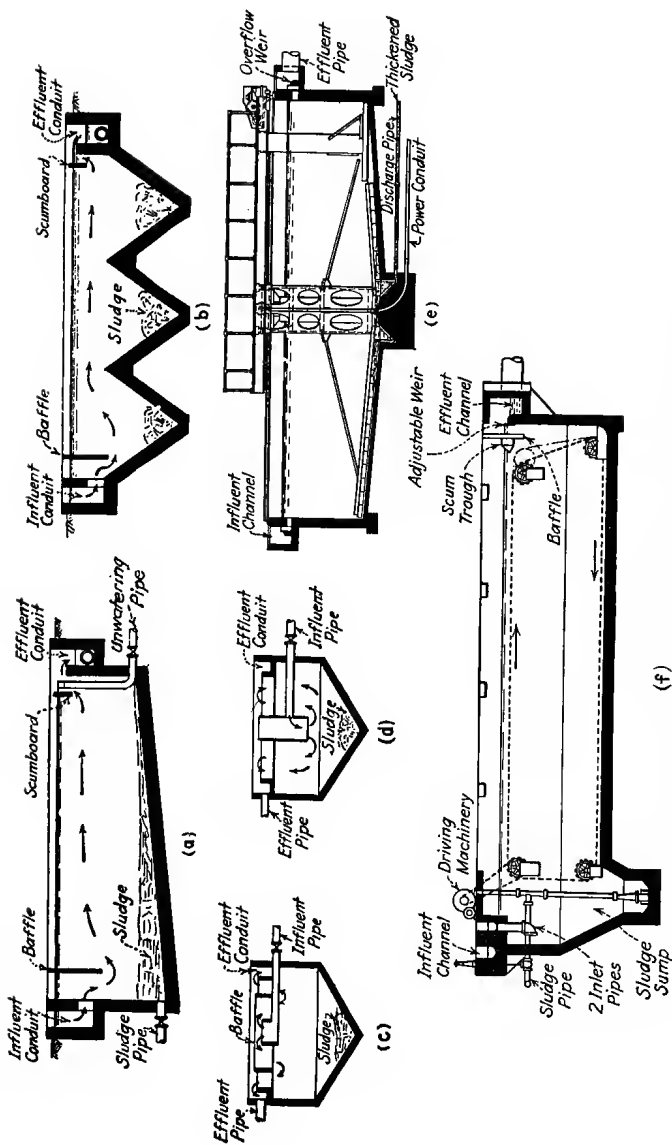 Influent
Conduit
Baffle
Scumboard
Effluent
Conduit
Sludge
Sludge
Pipe
Unwatering
Pipe
(a)
Influent
Conduit
Baffle
Scumboard
Effluent
Conduit
Sludge
(b)
Effluent
Pipe
Baffle
Effluent
Conduit
Influent
Pipe
Sludge
(c)
Effluent
Conduit
Influent
Pipe
Sludge
Effluent
Pipe
(d)
Influent
Channel
Overflow
Weir
Effluent
Pipe
Thickened
Sludge
Discharge Pipe
Power Conduit
(e)
Influent
Channel
Driving
Machinery
Scum
Trough
Adjustable Weir
Effluent
Channel
Baffle
Sludge
Pipe
2 Inlet
Pipes
Sludge
Sump
(f)